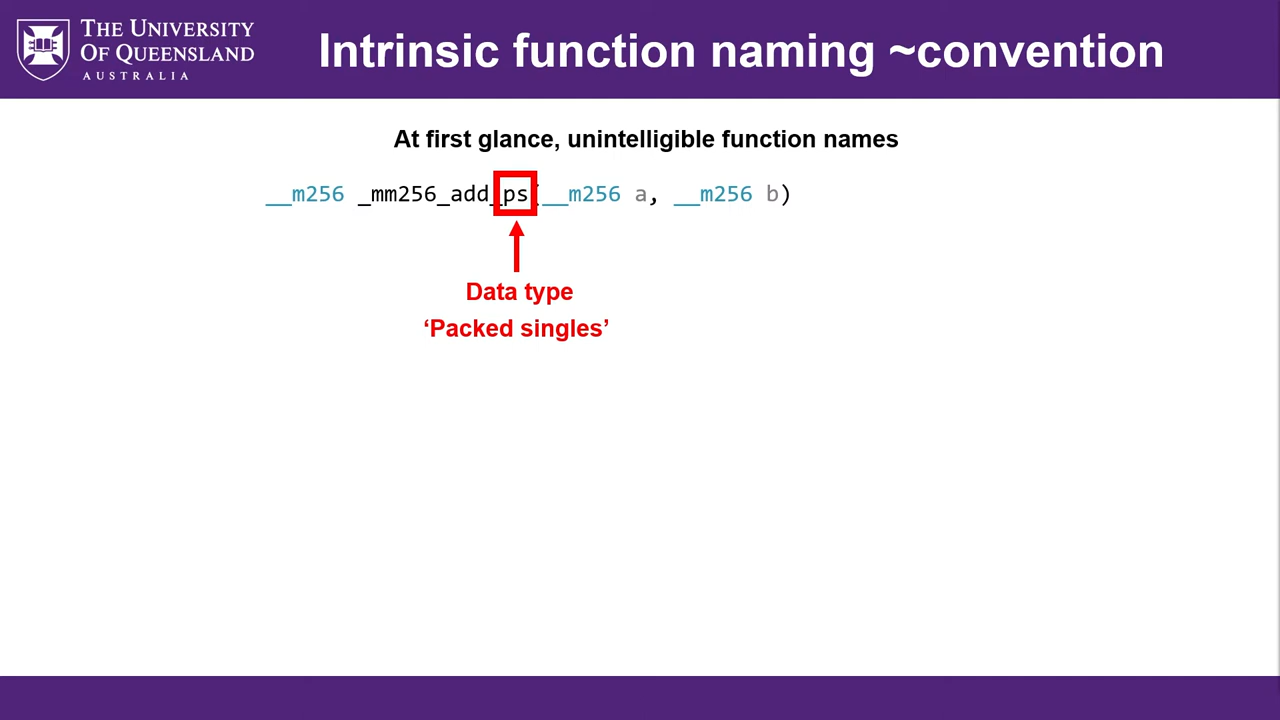 THE UNIVERSITY
OF QUEENSLAND
AUSTRALIA
Intrinsic function naming ~convention
At first glance, unintelligible function names
__m256 _mm256_add_ps(__m256 a, __m256 b)
Data type
‘Packed singles’